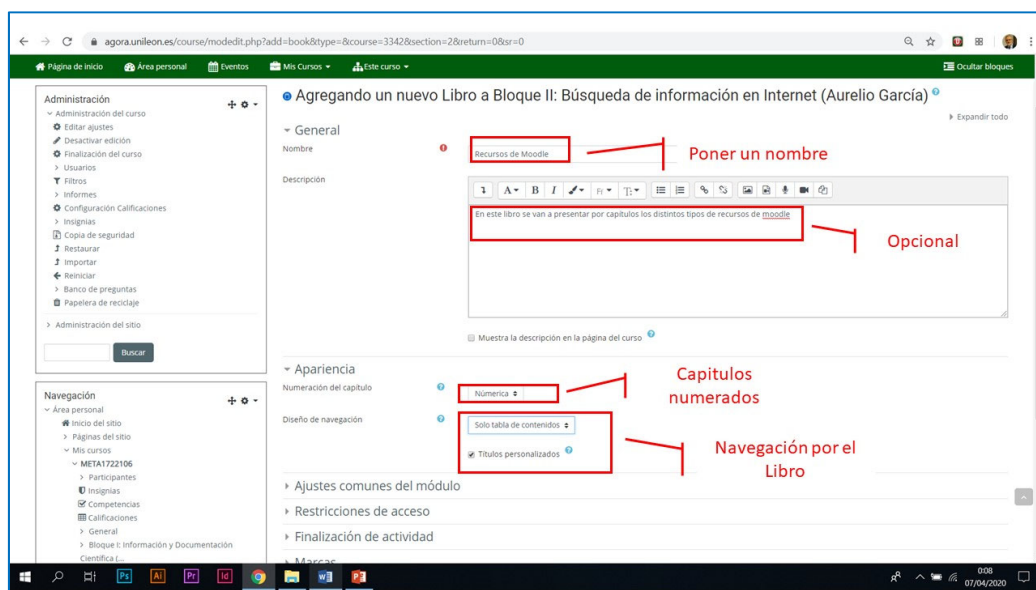 agora.unileon.es/course/modedit.php?add=book&type=&course=3342&section=2&return=0&sr=0
Página de inicio Área personal Eventos Mis Cursos Este curso Ocultar bloques
Administración
Administración del curso
Editar ajustes
Desactivar edición
Finalización del curso
Usuarios
Filtros
Informes
Configuración Calificaciones
Insignias
Copia de seguridad
Restaurar
Importar
Reiniciar
Banco de preguntas
Papelera de reciclaje
Administración del sitio
Buscar
Navegación
Área personal
Inicio del sitio
Páginas del sitio
Mis cursos
META1722106
Participantes
Insignias
Competencias
Calificaciones
General
Bloque I: Información y Documentación
Científica (...
Agregando un nuevo Libro a Bloque II: Búsqueda de información en Internet (Aurelio García)
Expandir todo
General
Nombre
Recursos de Moodle
Poner un nombre
Descripción
En este libro se van a presentar por capítulos los distintos tipos de recursos de moodle
Opcional
Muestra la descripción en la página del curso
Apariencia
Numeración del capítulo
Númerica
Capitulos
numerados
Diseño de navegación
Solo tabla de contenidos
Títulos personalizados
Navegación por el
Libro
Ajustes comunes del módulo
Restricciones de acceso
Finalización de actividad
Marcas
Ps Ai Pr Id
0:08
07/04/2020